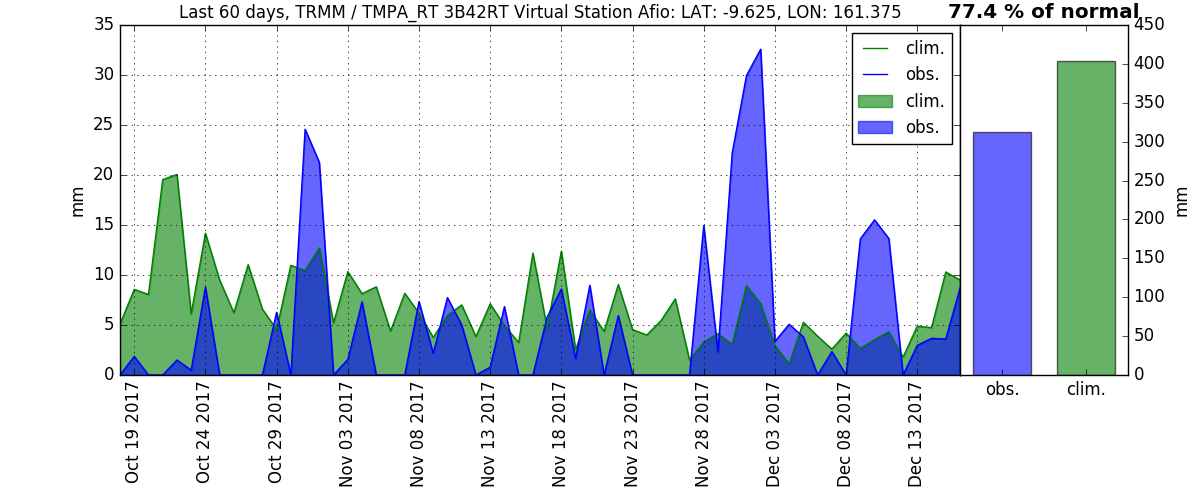 Last 60 days, TRMM / TMPA_RT 3B42RT Virtual Station Afio: LAT: -9.625, LON: 161.375
77.4 % of normal
35
30
25
20
15
10
5
0
mm
clim.
obs.
clim.
obs.
450
400
350
300
250
200
150
100
50
0
mm
obs.
clim.
Oct 19 2017
Oct 24 2017
Oct 29 2017
Nov 03 2017
Nov 08 2017
Nov 13 2017
Nov 18 2017
Nov 23 2017
Nov 28 2017
Dec 03 2017
Dec 08 2017
Dec 13 2017